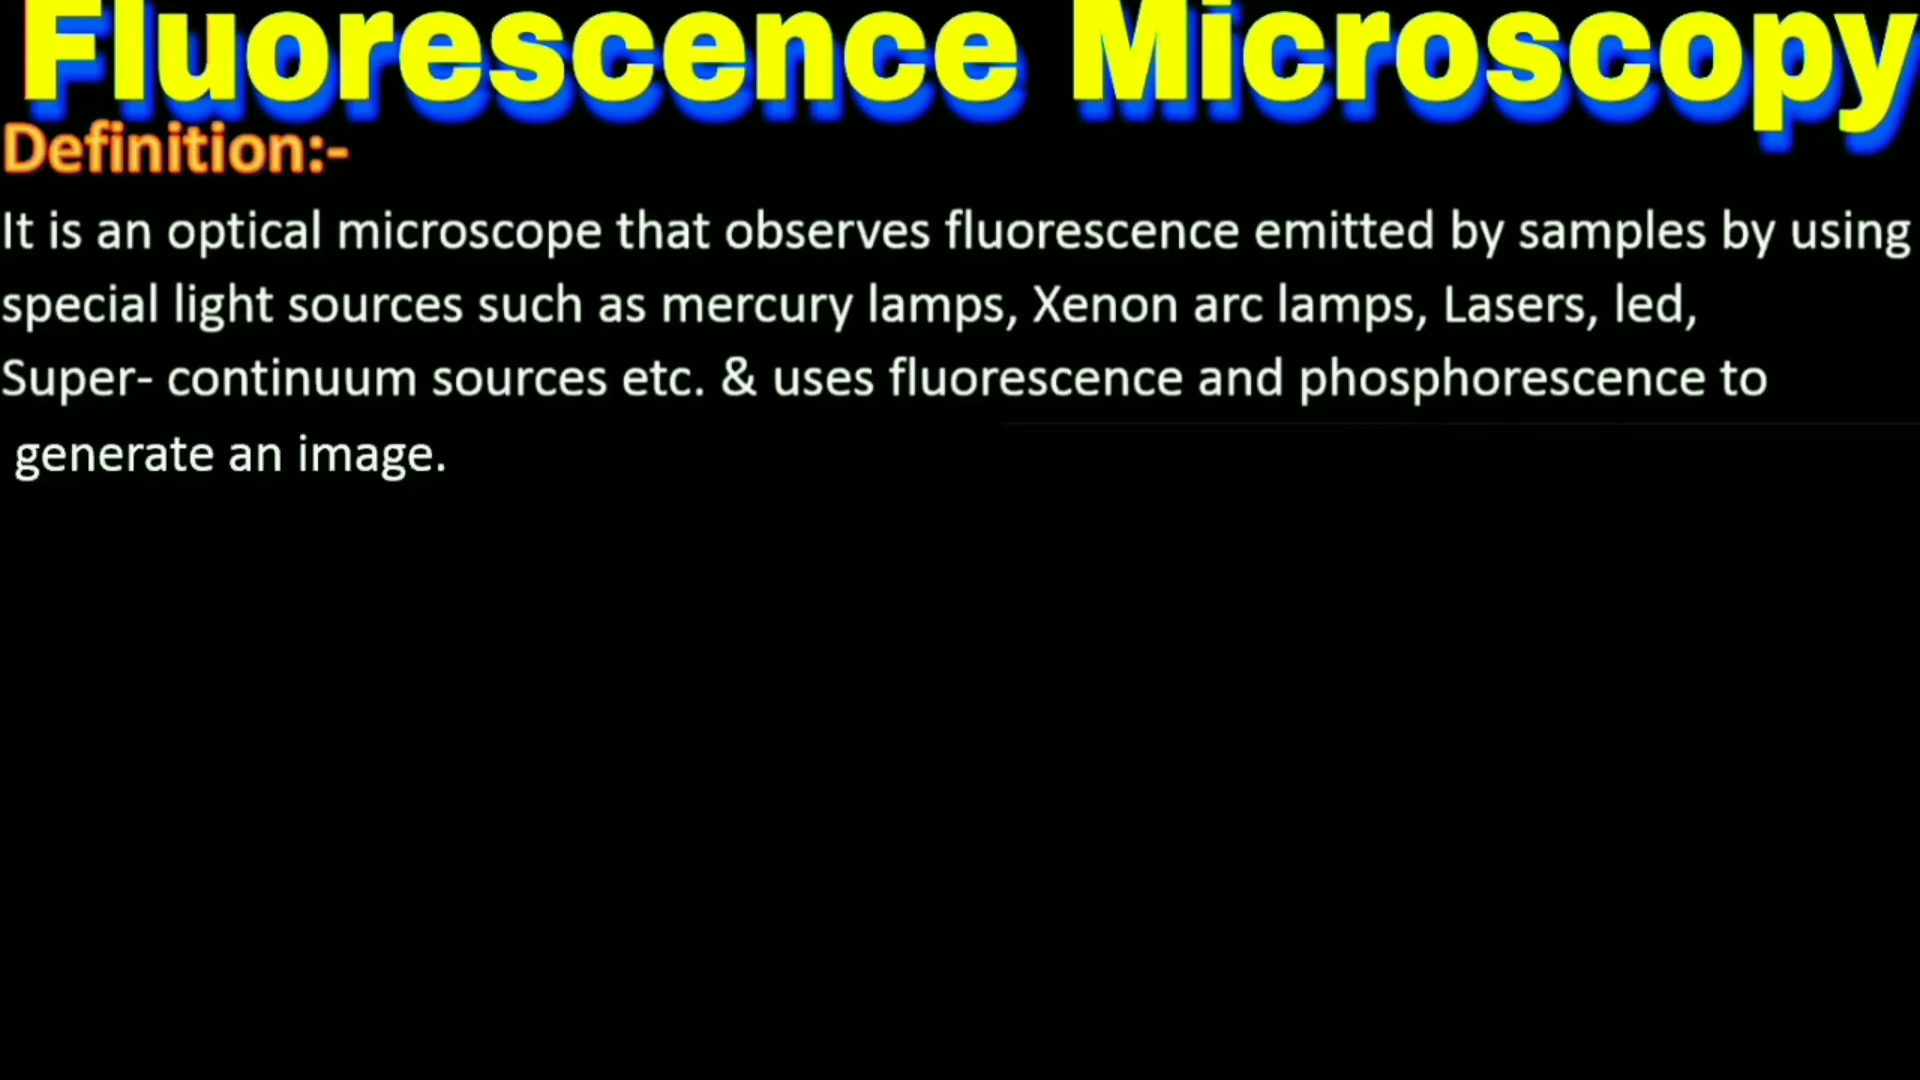 Fluorescence Microscopy
Definition:-
It is an optical microscope that observes fluorescence emitted by samples by using
special light sources such as mercury lamps, Xenon arc lamps, Lasers, led,
Super- continuum sources etc. & uses fluorescence and phosphorescence to
generate an image.